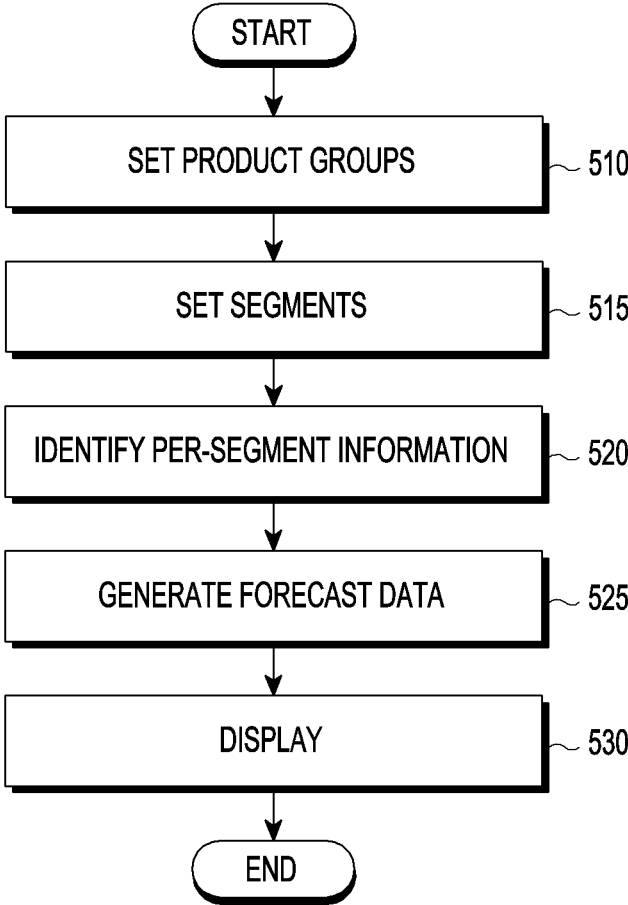 START
SET PRODUCT GROUPS
510
SET SEGMENTS
515
IDENTIFY PER-SEGMENT INFORMATION
520
GENERATE FORECAST DATA
525
DISPLAY
530
END